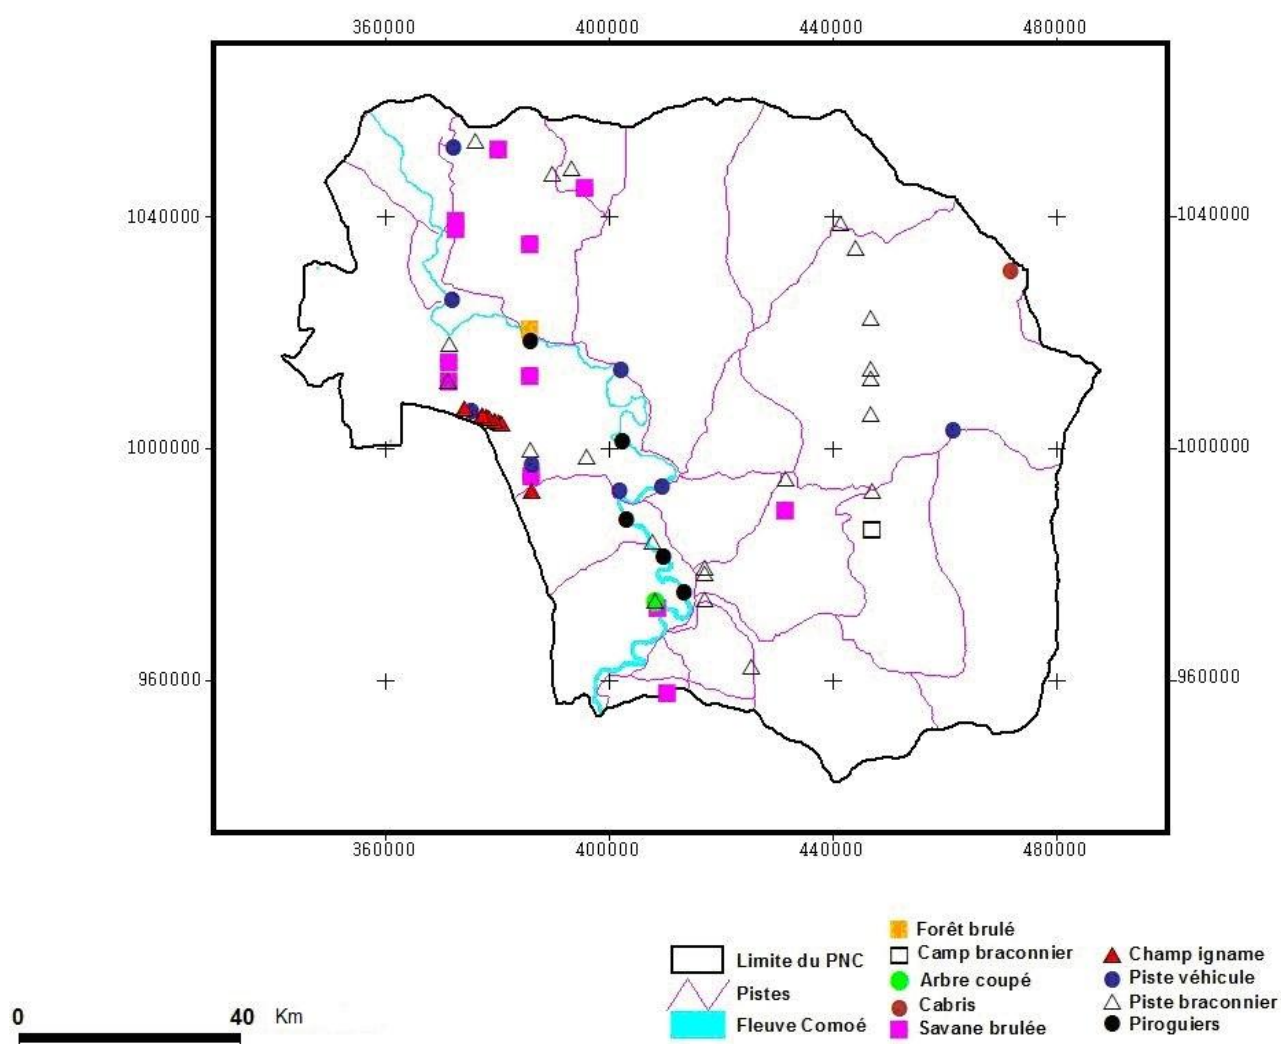 360000 400000 440000 480000
1040000 1040000
1000000 1000000
960000 960000
360000 400000 440000 480000
Forêt brulé
Limite du PNC Camp braconnier Champ igname
Arbre coupé Piste véhicule
Pistes Cabris Piste braconnier
Fleuve Comoé Savane brulée Piroguiers
0 40 Km